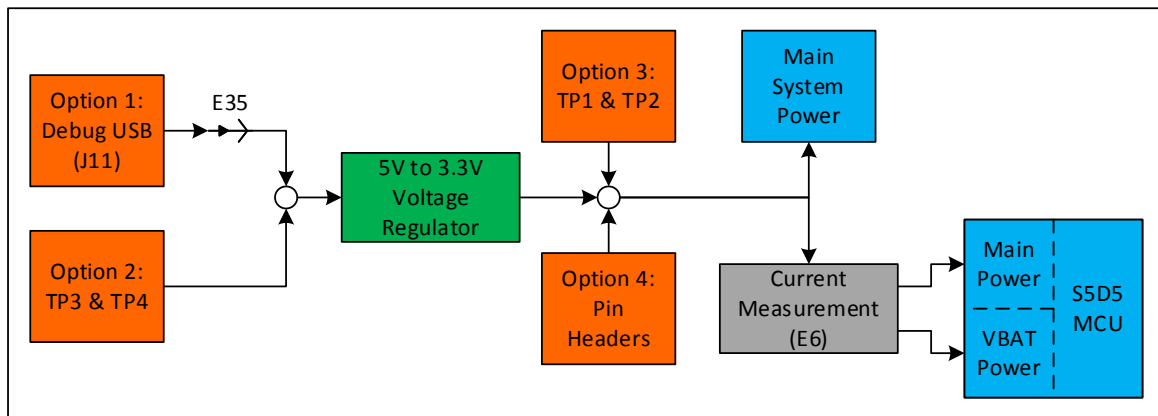 Option 1:
Debug USB
(J11)
E35
Option 2:
TP3 & TP4
5V to 3.3V
Voltage
Regulator
Option 3:
TP1 & TP2
Option 4:
Pin
Headers
Main
System
Power
Current
Measurement
(E6)
Main
Power
VBAT
Power
S5D5
MCU